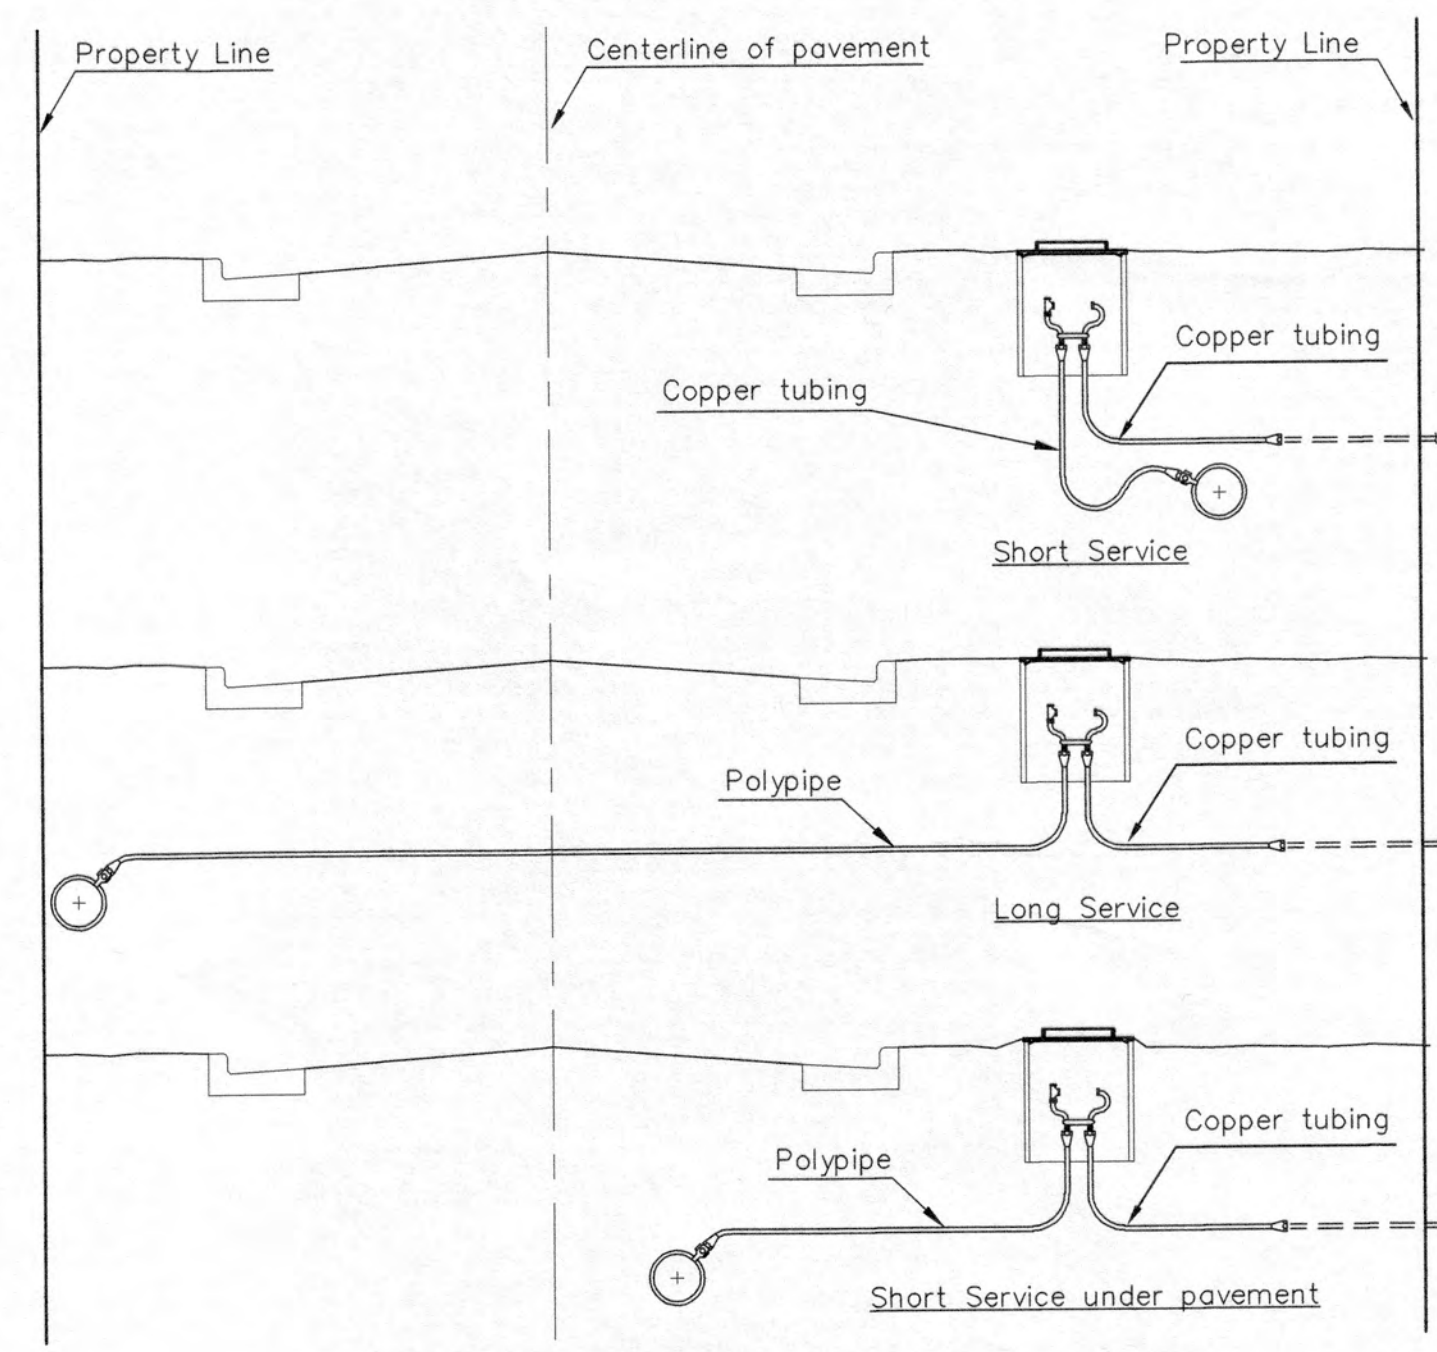 Property Line
Centerline of pavement
Property Line
Copper tubing
Copper tubing
Short Service
Copper tubing
Polypipe
Long Service
Copper tubing
Polypipe
Short Service under pavement